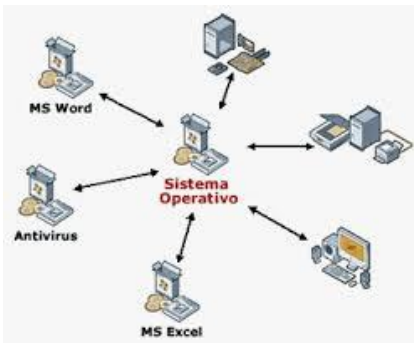 MS Word
Sistema
Operativo
Antivirus
MS Excel